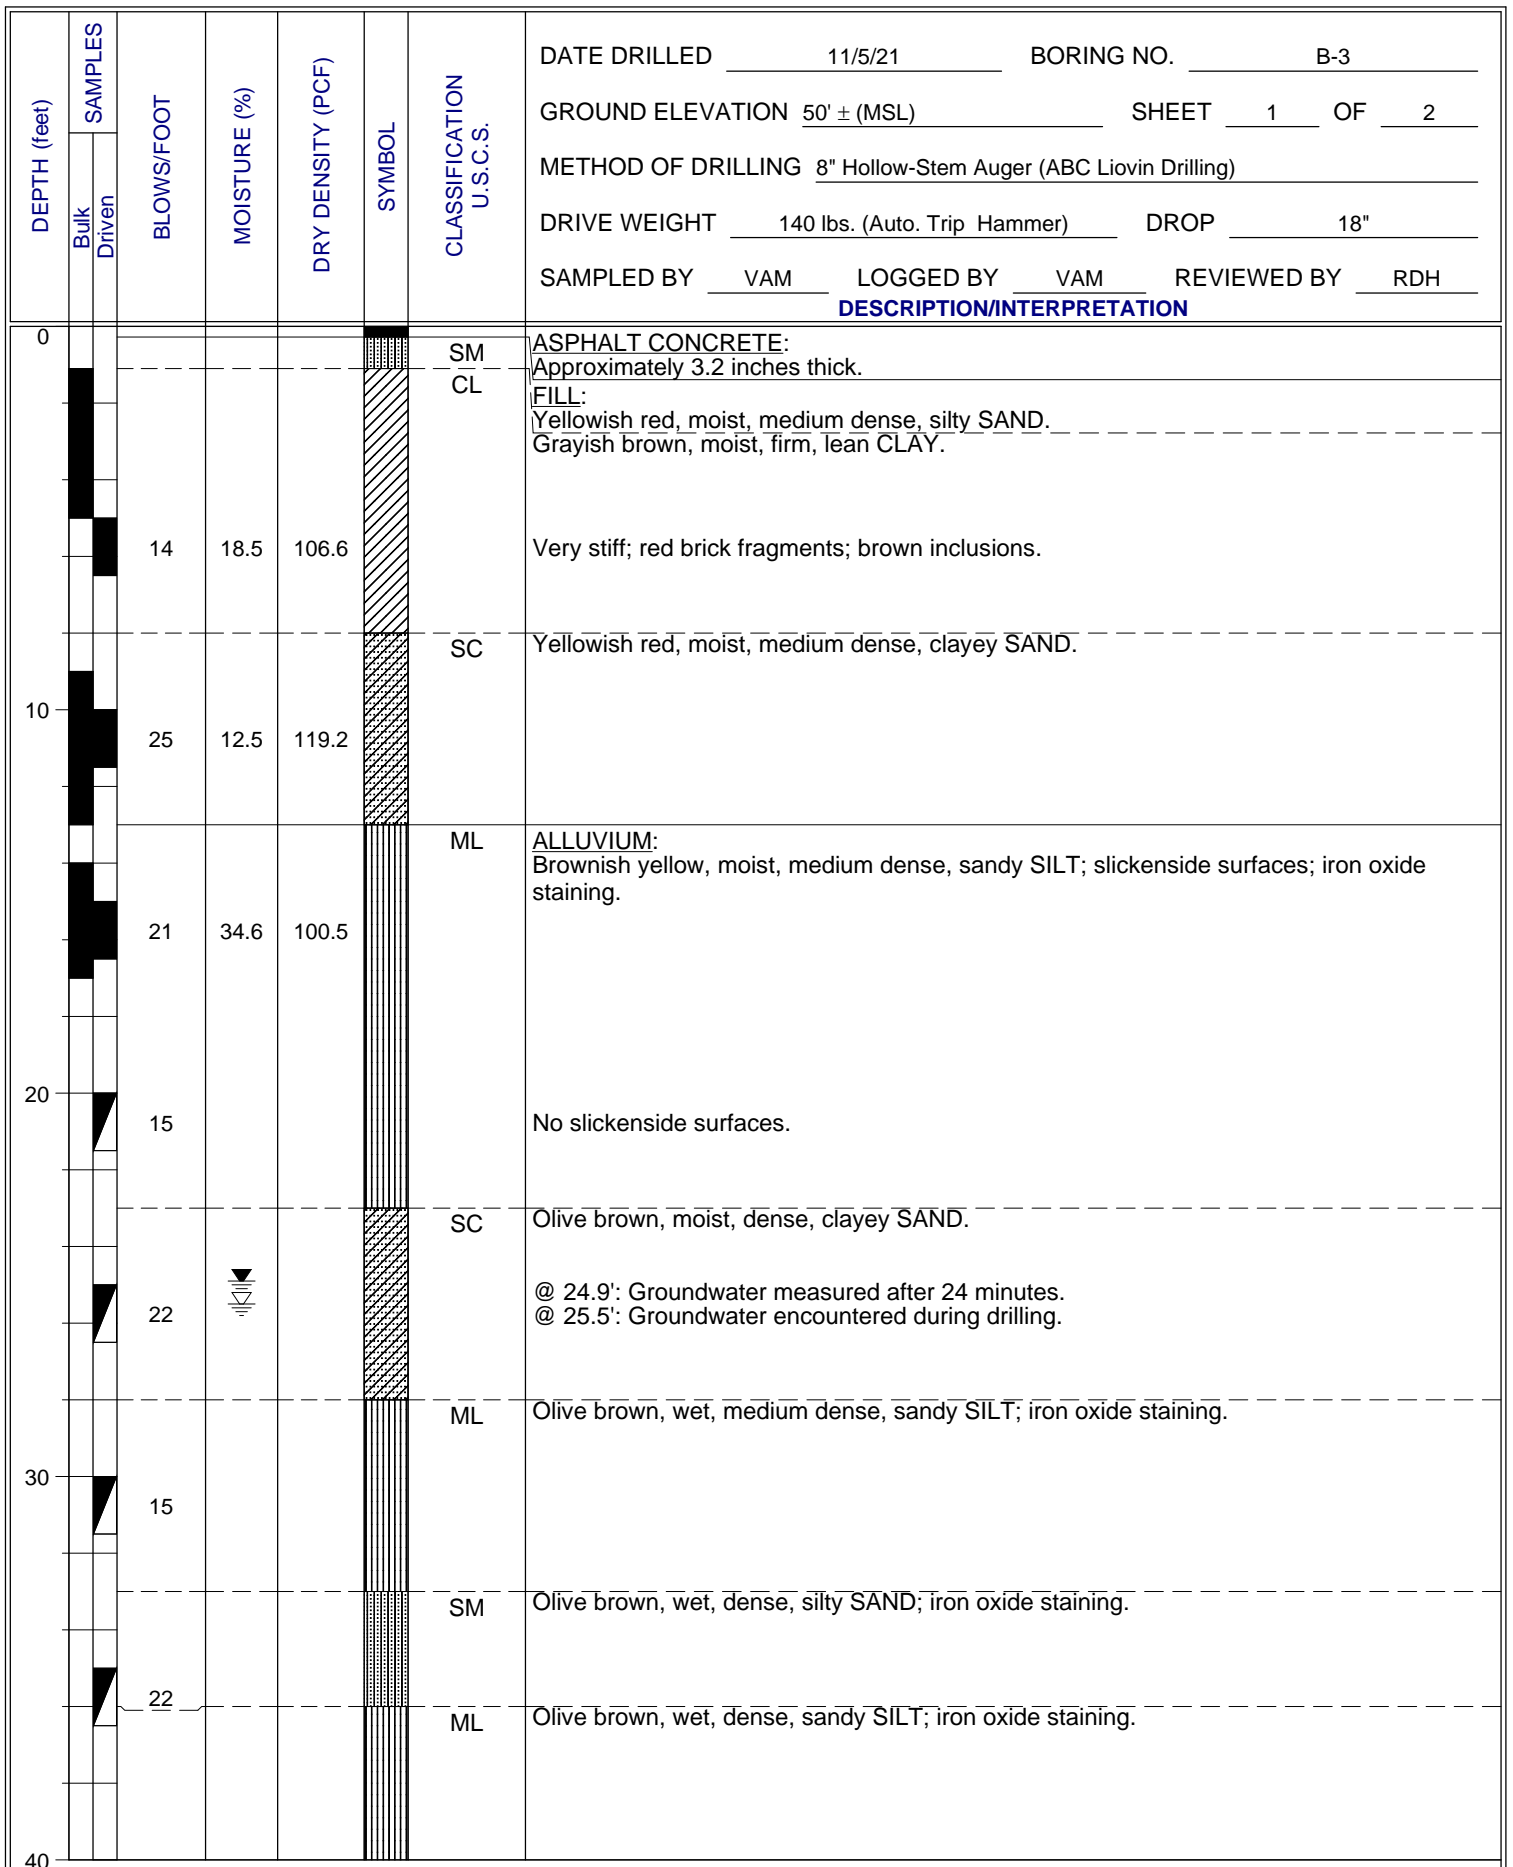 DEPTH (feet)
SAMPLES
Bulk
Driven
BLOWS/FOOT
MOISTURE (%)
DRY DENSITY (PCF)
SYMBOL
CLASSIFICATION
U.S.C.S.
DATE DRILLED 11/5/21 BORING NO. B-3
GROUND ELEVATION 50' ± (MSL) SHEET 1 OF 2
METHOD OF DRILLING 8" Hollow-Stem Auger (ABC Liovin Drilling)
DRIVE WEIGHT 140 lbs. (Auto. Trip Hammer) DROP 18"
SAMPLED BY VAM LOGGED BY VAM REVIEWED BY RDH
DESCRIPTION/INTERPRETATION
0
SM ASPHALT CONCRETE:
Approximately 3.2 inches thick.
CL FILL:
Yellowish red, moist, medium dense, silty SAND.
Grayish brown, moist, firm, lean CLAY.
14 18.5 106.6 Very stiff; red brick fragments; brown inclusions.
SC Yellowish red, moist, medium dense, clayey SAND.
10
25 12.5 119.2
ML ALLUVIUM:
Brownish yellow, moist, medium dense, sandy SILT; slickenside surfaces; iron oxide
staining.
21 34.6 100.5
20
15 No slickenside surfaces.
SC Olive brown, moist, dense, clayey SAND.
@ 24.9': Groundwater measured after 24 minutes.
22 @ 25.5': Groundwater encountered during drilling.
ML Olive brown, wet, medium dense, sandy SILT; iron oxide staining.
30
15
SM Olive brown, wet, dense, silty SAND; iron oxide staining.
22
ML Olive brown, wet, dense, sandy SILT; iron oxide staining.
40